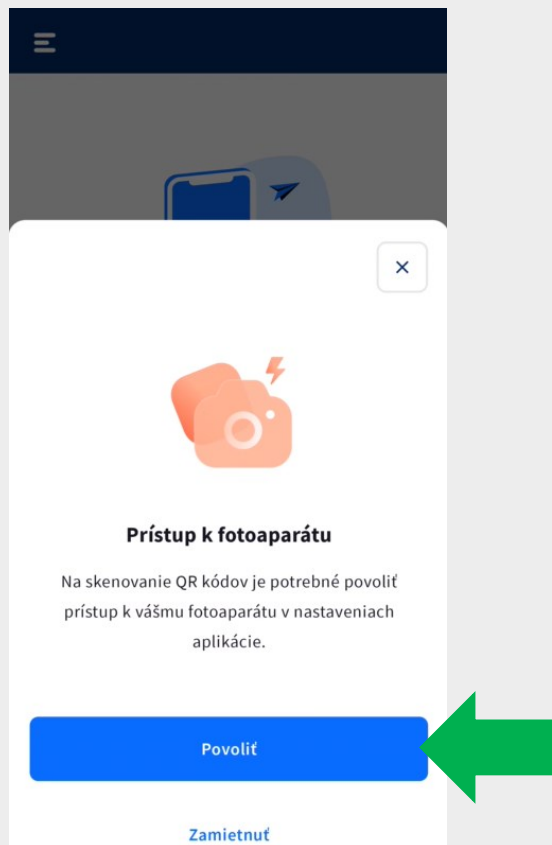 Prístup k fotoaparátu
Na skenovanie QR kódov je potrebné povoliť
prístup k vášmu fotoaparátu v nastaveniach
aplikácie.
Povoliť
Zamietnuť